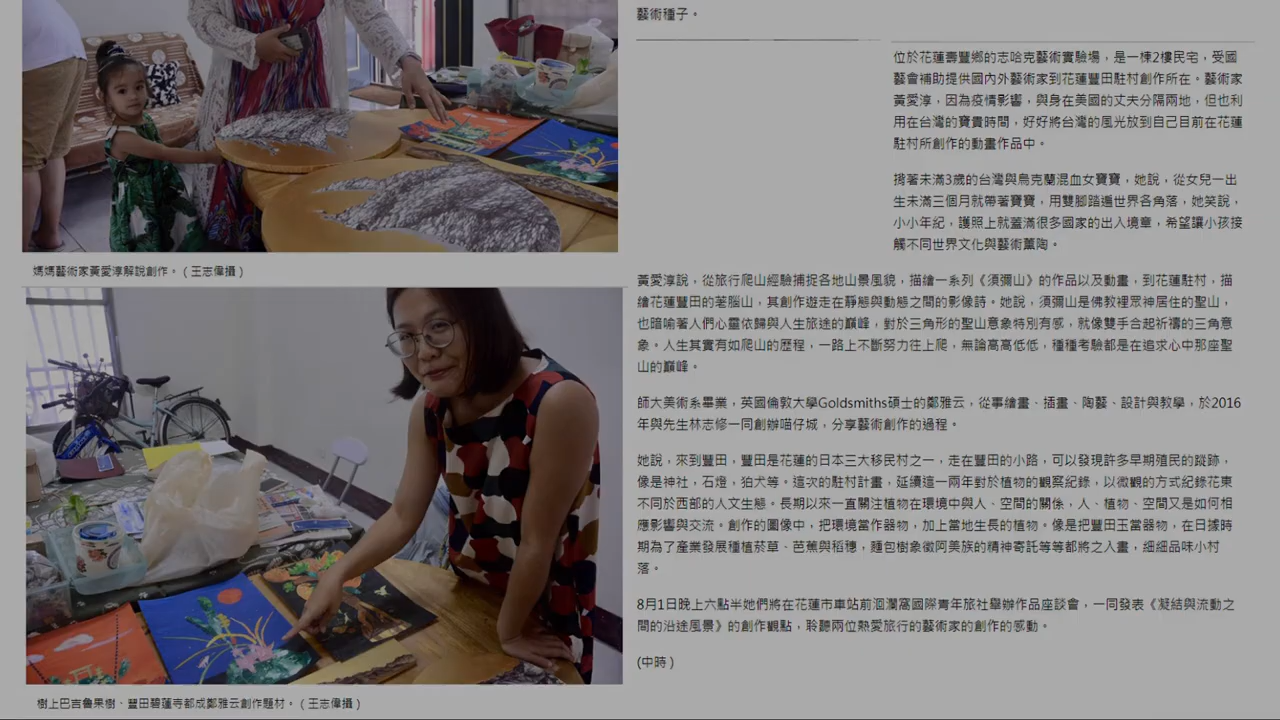 媽媽藝術家黃愛淳解說創作。（王志偉攝）
樹上巴吉魯果樹、豐田碧蓮寺都成鄭雅云創作題材。（王志偉攝）
藝術種子。
位於花蓮壽豐鄉的志哈克藝術實驗場，是一棟2樓民宅，受國
藝會補助提供國內外藝術家到花蓮豐田駐村創作所在。藝術家
黃愛淳，因為疫情影響，與身在美國的丈夫分隔兩地，但也利
用在台灣的寶貴時間，好好將台灣的風光放到自己目前在花蓮
駐村所創作的動畫作品中。
揹著未滿3歲的台灣與烏克蘭混血女寶寶，她說，從女兒一出
生未滿三個月就帶著寶寶，用雙腳踏遍世界各角落，她笑說，
小小年紀，護照上就蓋滿很多國家的出入境章，希望讓小孩接
觸不同世界文化與藝術薰陶。
黃愛淳說，從旅行爬山經驗捕捉各地山景風貌，描繪一系列《須彌山》的作品以及動畫，到花蓮駐村，描
繪花蓮豐田的荖腦山，其創作遊走在靜態與動態之間的影像詩。她說，須彌山是佛教裡眾神居住的聖山，
也暗喻著人們心靈依歸與人生旅途的巔峰，對於三角形的聖山意象特別有感，就像雙手合起祈禱的三角意
象。人生其實有如爬山的歷程，一路上不斷努力往上爬，無論高高低低，種種考驗都是在追求心中那座聖
山的巔峰。
師大美術系畢業，英國倫敦大學Goldsmiths碩士的鄭雅云，從事繪畫、插畫、陶藝、設計與教學，於2016
年與先生林志修一同創辦喵仔城，分享藝術創作的過程。
她說，來到豐田，豐田是花蓮的日本三大移民村之一，走在豐田的小路，可以發現許多早期殖民的蹤跡，
像是神社，石燈，狛犬等。這次的駐村計畫，延續這一兩年對於植物的觀察紀錄，以微觀的方式紀錄花東
不同於西部的人文生態。長期以來一直關注植物在環境中與人、空間的關係，人、植物、空間又是如何相
應影響與交流。創作的圖像中，把環境當作器物，加上當地生長的植物。像是把豐田玉當器物，在日據時
期為了產業發展種植菸草、芭蕉與稻穗，麵包樹象徵阿美族的精神寄託等等都將之入畫，細細品味小村
落。
8月1日晚上六點半她們將在花蓮市車站前洄瀾窩國際青年旅社舉辦作品座談會，一同發表《凝結與流動之
間的沿途風景》的創作觀點，聆聽兩位熱愛旅行的藝術家的創作的感動。
(中時 )